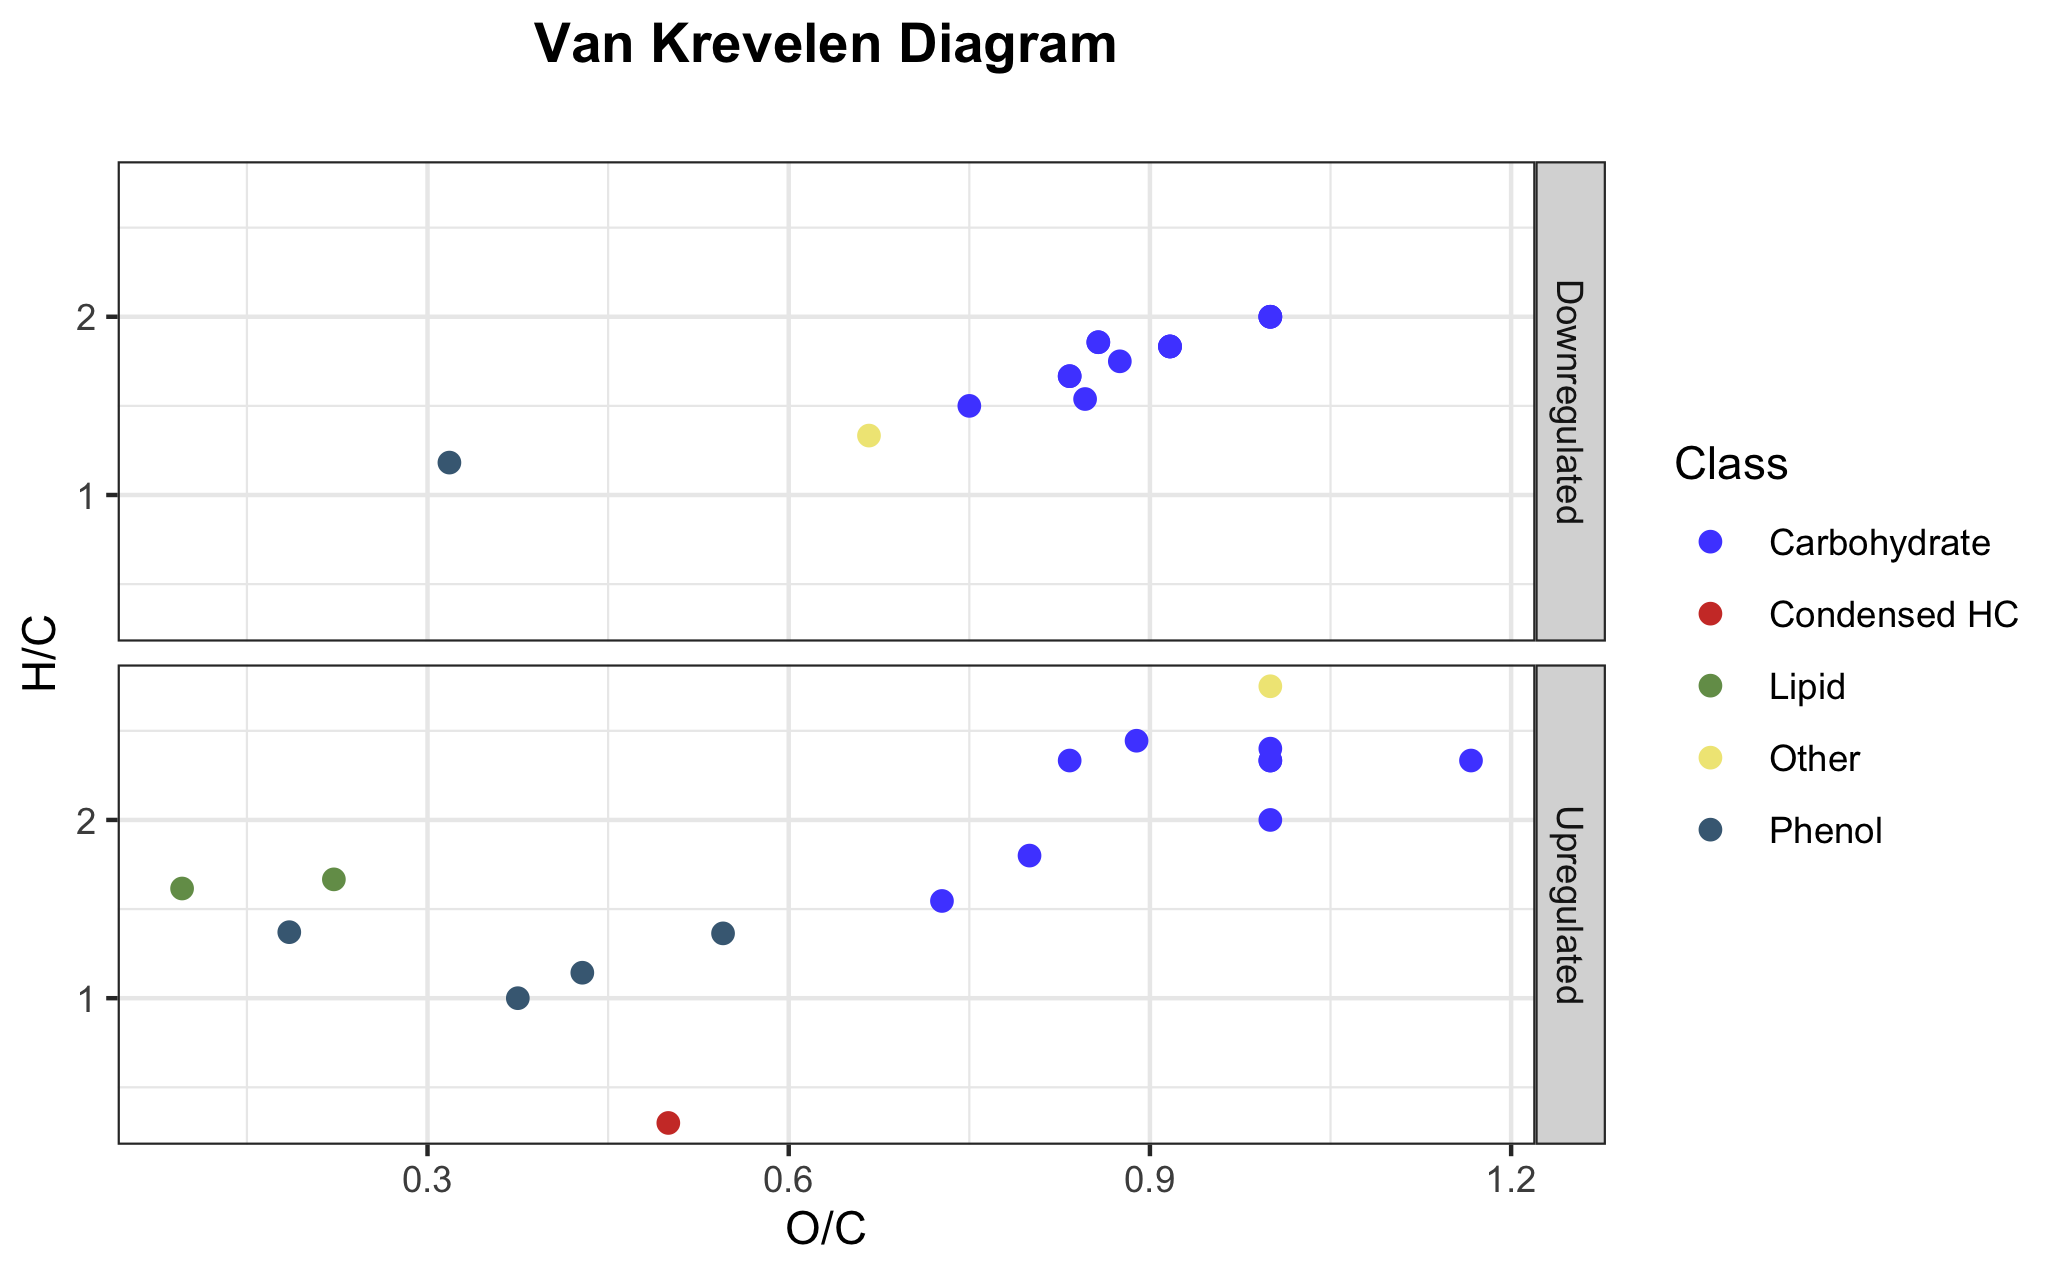 Van Krevelen Diagram
H/C
2
1
Downregulated
2
1
Upregulated
0.3 0.6 0.9 1.2
O/C
Class
Carbohydrate
Condensed HC
Lipid
Other
Phenol